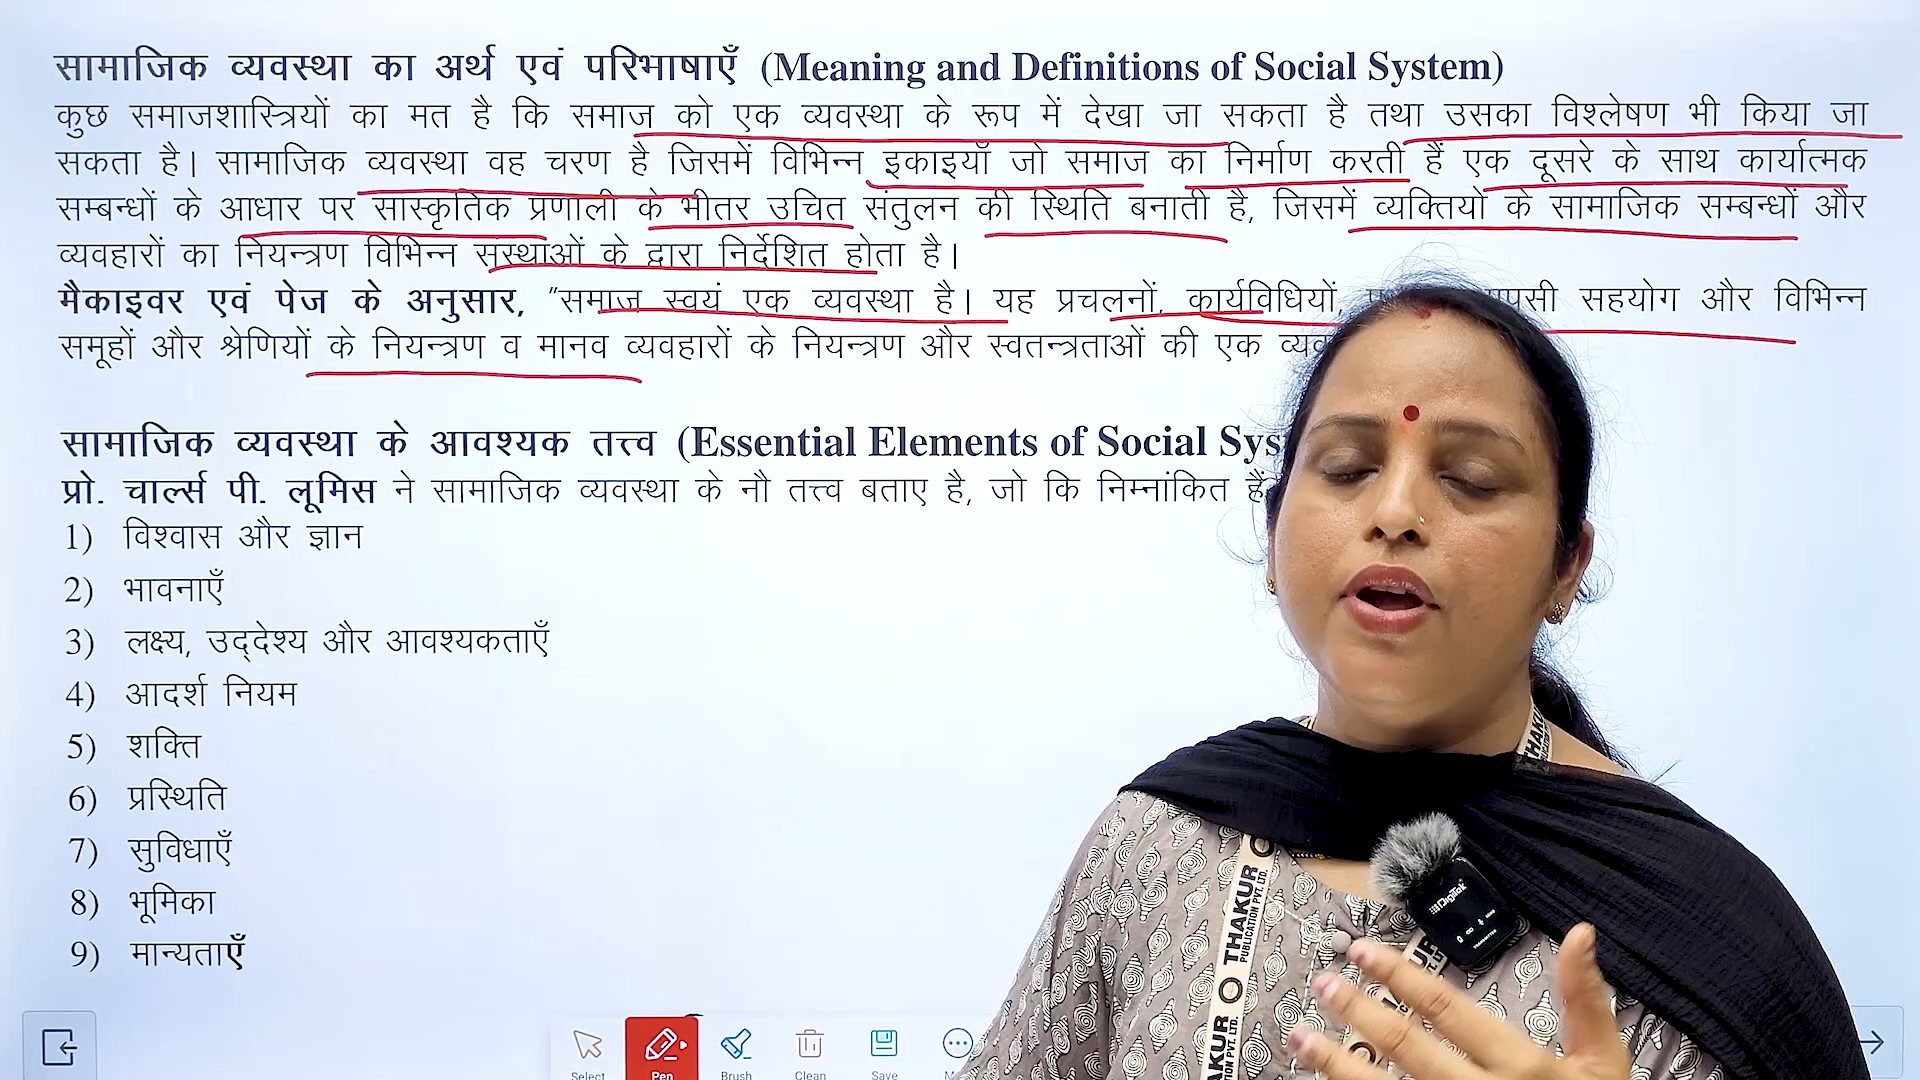 सामाजिक व्यवस्था का अर्थ एवं परिभाषाएँ (Meaning and Definitions of Social System)
कुछ समाजशास्त्रियों का मत है कि समाज को एक व्यवस्था के रूप में देखा जा सकता है तथा उसका विश्लेषण भी किया जा
सकता है। सामाजिक व्यवस्था वह चरण है जिसमें विभिन्न इकाइयाँ जो समाज का निर्माण करती हैं एक दूसरे के साथ कार्यात्मक
सम्बन्धों के आधार पर सांस्कृतिक प्रणाली के भीतर उचित संतुलन की स्थिति बनाती है, जिसमें व्यक्तियों के सामाजिक सम्बन्धों और
व्यवहारों का नियन्त्रण विभिन्न संस्थाओं के द्वारा निर्देशित होता है।
मैकाइवर एवं पेज के अनुसार, "समाज स्वयं एक व्यवस्था है। यह प्रचलनों, कार्यविधियों, सहयोग और विभिन्न
समूहों और श्रेणियों के नियन्त्रण व मानव व्यवहारों के नियन्त्रण और स्वतन्त्रताओं की एक
सामाजिक व्यवस्था के आवश्यक तत्त्व (Essential Elements of Social Sys
प्रो. चार्ल्स पी. लूमिस ने सामाजिक व्यवस्था के नौ तत्त्व बताए है, जो कि निम्नांकित हैं
1) विश्वास और ज्ञान
2) भावनाएँ
3) लक्ष्य, उद्देश्य और आवश्यकताएँ
4) आदर्श नियम
5) शक्ति
6) प्रस्थिति
7) सुविधाएँ
8) भूमिका
9) मान्यताएँ
THAKUR
PUBLICATION PVT. LTD.
DigiTek
Select Pen Brush Clean Save